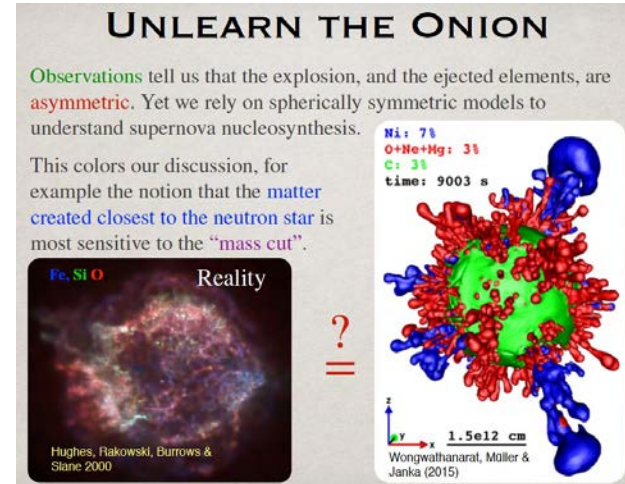 UNLEARN THE ONION
Observations tell us that the explosion, and the ejected elements, are
asymmetric. Yet we rely on spherically symmetric models to
understand supernova nucleosynthesis.
This colors our discussion, for
example the notion that the matter
created closest to the neutron star is
most sensitive to the “mass cut”.
Fe, Si O
Reality
Hughes, Rakowski, Burrows &
Slane 2000
?
=
Ni: 7%
O+Ne+Mg: 3%
C: 3%
time: 9003 s
z
y
x
1.5e12 cm
Wongwathanarat, Müller &
Janka (2015)